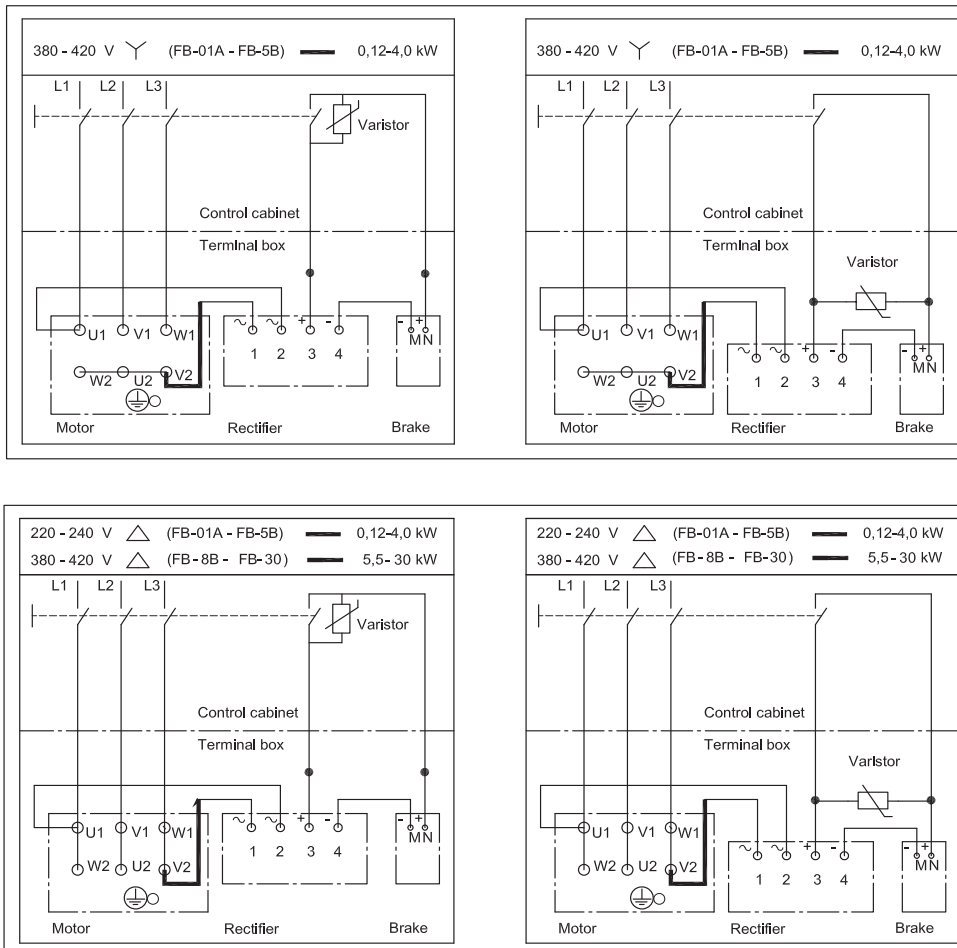 380 - 420 V (FB-01A - FB-5B) 0,12-4,0 kW
L1 L2 L3
Varistor
Control cabinet
Terminal box
U1 V1 W1
~ ~ + -
1 2 3 4
- +
M N
W2 U2 V2
Motor Rectifier Brake
380 - 420 V (FB-01A - FB-5B) 0,12-4,0 kW
L1 L2 L3
Control cabinet
Terminal box
Varistor
U1 V1 W1
~ ~ + -
1 2 3 4
- +
M N
W2 U2 V2
Motor Rectifier Brake
220 - 240 V (FB-01A - FB-5B) 0,12-4,0 kW
380 - 420 V (FB-8B - FB-30) 5,5- 30 kW
L1 L2 L3
Varistor
Control cabinet
Terminal box
U1 V1 W1
~ ~ + -
1 2 3 4
- +
M N
W2 U2 V2
Motor Rectifier Brake
220 - 240 V (FB-01A - FB-5B) 0,12-4,0 kW
380 - 420 V (FB-8B - FB-30) 5,5- 30 kW
L1 L2 L3
Control cabinet
Terminal box
Varistor
U1 V1 W1
~ ~ + -
1 2 3 4
- +
M N
W2 U2 V2
Motor Rectifier Brake